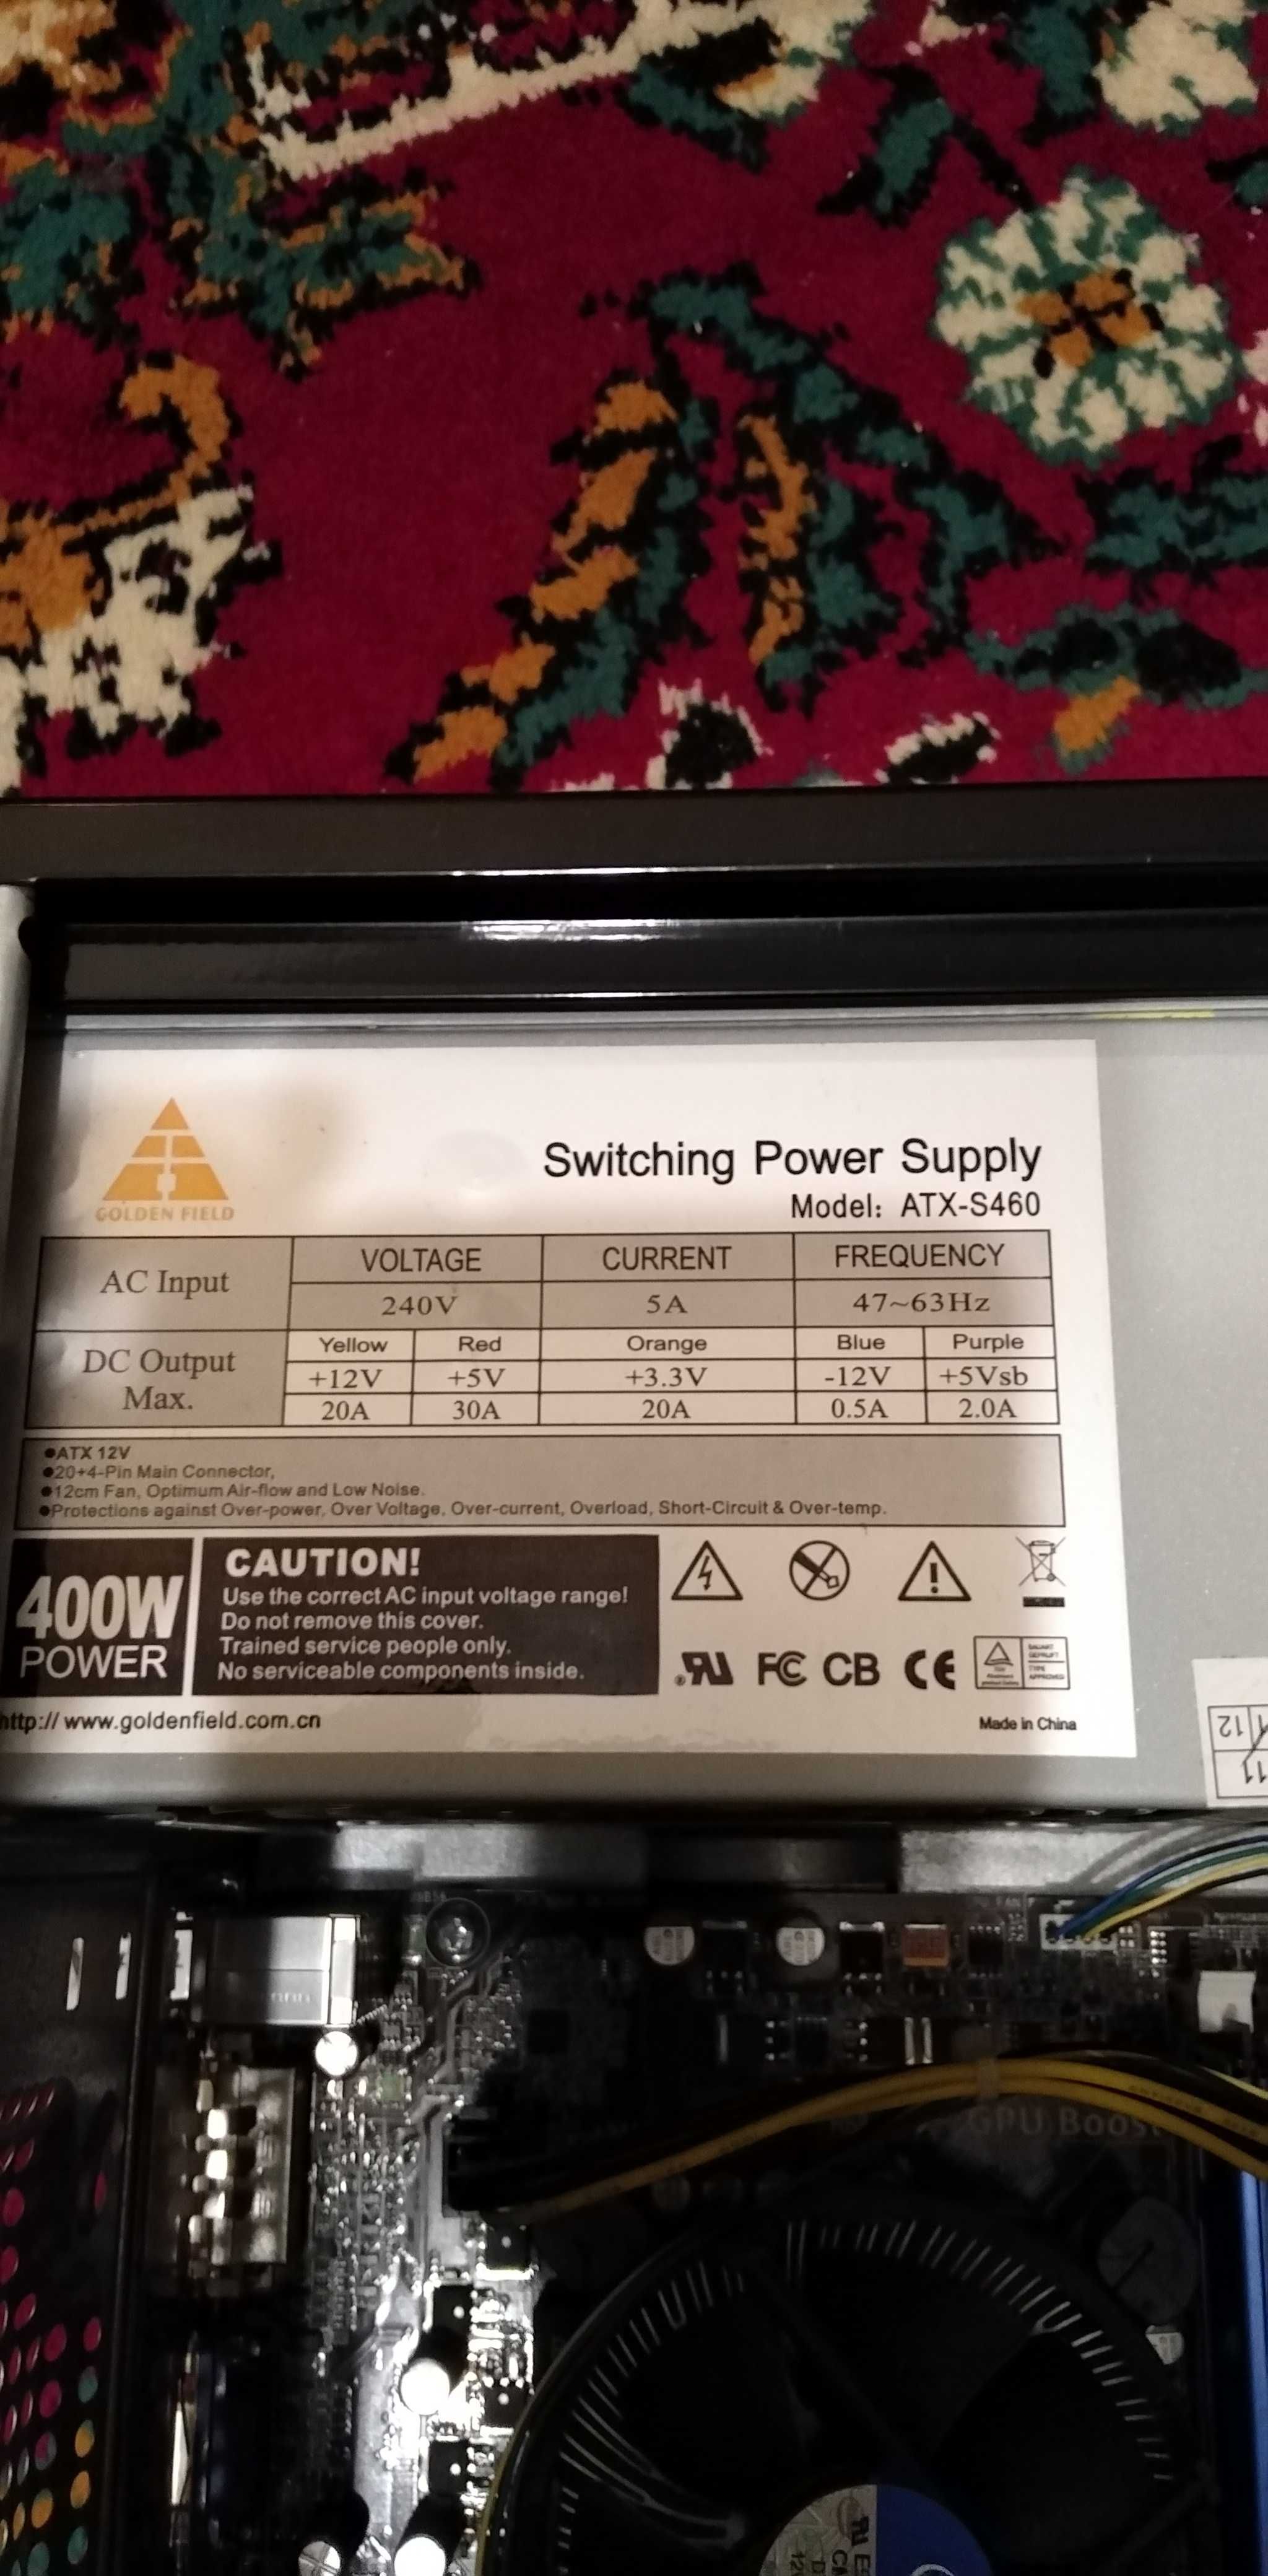 GOLDEN FIELD
Switching Power Supply
Model: ATX-S460
AC Input
VOLTAGE CURRENT FREQUENCY
240V 5A 47~63Hz
DC Output
Max.
Yellow Red Orange Blue Purple
+12V +5V +3.3V -12V +5Vsb
20A 30A 20A 0.5A 2.0A
●ATX 12V
●20+4-Pin Main Connector,
●12cm Fan, Optimum Air-flow and Low Noise.
●Protections against Over-power, Over Voltage, Over-current, Overload, Short-Circuit & Over-temp.
400W
POWER
CAUTION!
Use the correct AC input voltage range!
Do not remove this cover.
Trained service people only.
No serviceable components inside.
FC CB CE
http:// www.goldenfield.com.cn
Made in China
12
11
GPU Boost